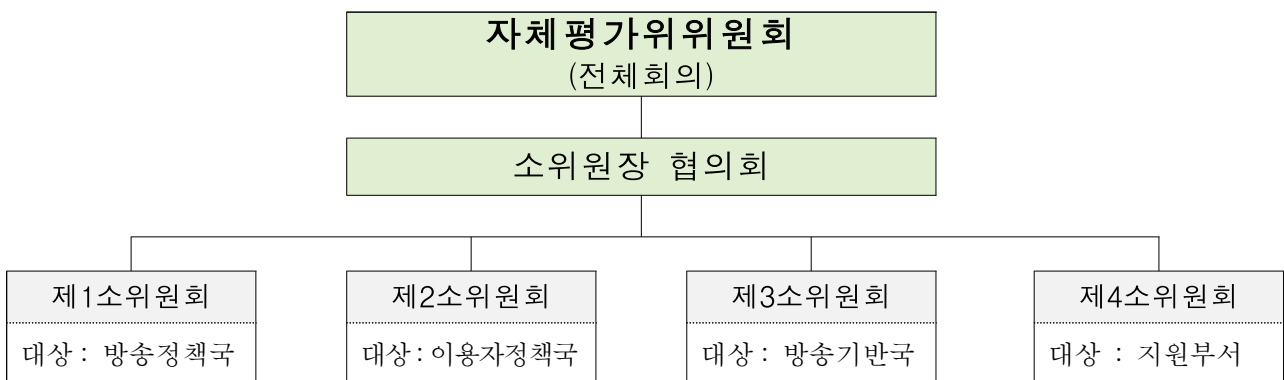 자체평가위위원회
(전체회의)
소위원장 협의회
제1소위원회
대상 : 방송정책국
제2소위원회
대상 : 이용자정책국
제3소위원회
대상 : 방송기반국
제4소위원회
대상 : 지원부서